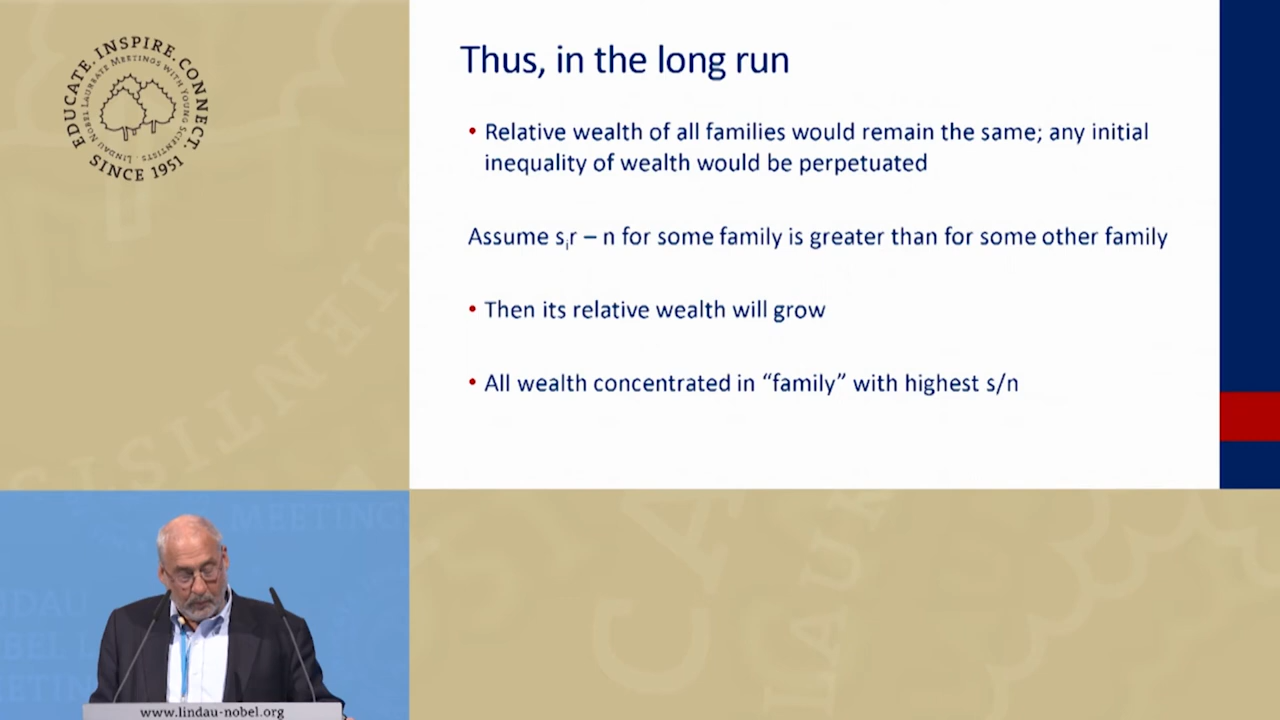 EDUCATE. INSPIRE. CONNECT.
LINDAU NOBEL LAUREATE MEETINGS WITH YOUNG SCIENTISTS
SINCE 1951
Thus, in the long run
• Relative wealth of all families would remain the same; any initial
inequality of wealth would be perpetuated
Assume sᵢr – n for some family is greater than for some other family
• Then its relative wealth will grow
• All wealth concentrated in “family” with highest s/n
MEETING
www.lindau-nobel.org